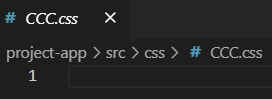 # CCC.css ×
project-app > src > css > # CCC.css
1